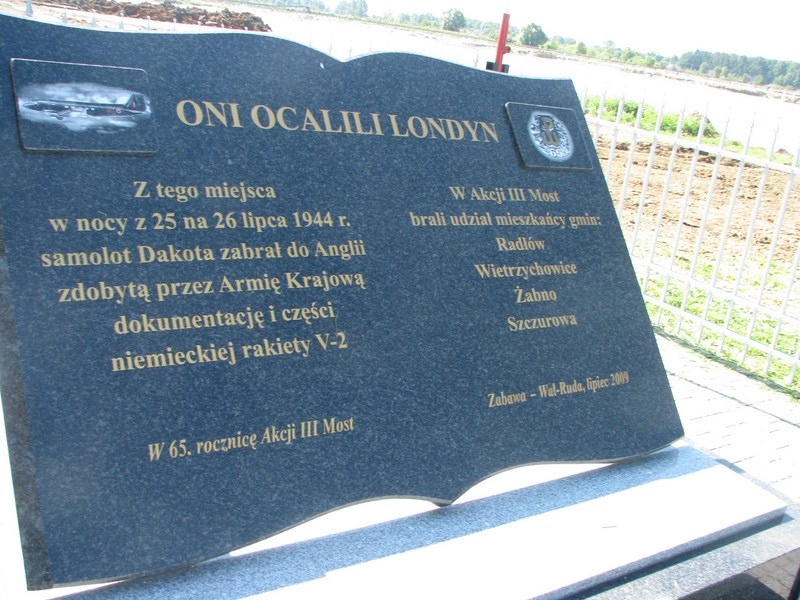 ONI OCALILI LONDYN
Z tego miejsca
w nocy z 25 na 26 lipca 1944 r.
samolot Dakota zabrał do Anglii
zdobytą przez Armię Krajową
dokumentację i części
niemieckiej rakiety V-2
W 65. rocznicę Akcji III Most
W Akcji III Most
brali udział mieszkańcy gmin:
Radłów
Wietrzychowice
Żabno
Szczurowa
Zabawa – Wał-Ruda, lipiec 2009